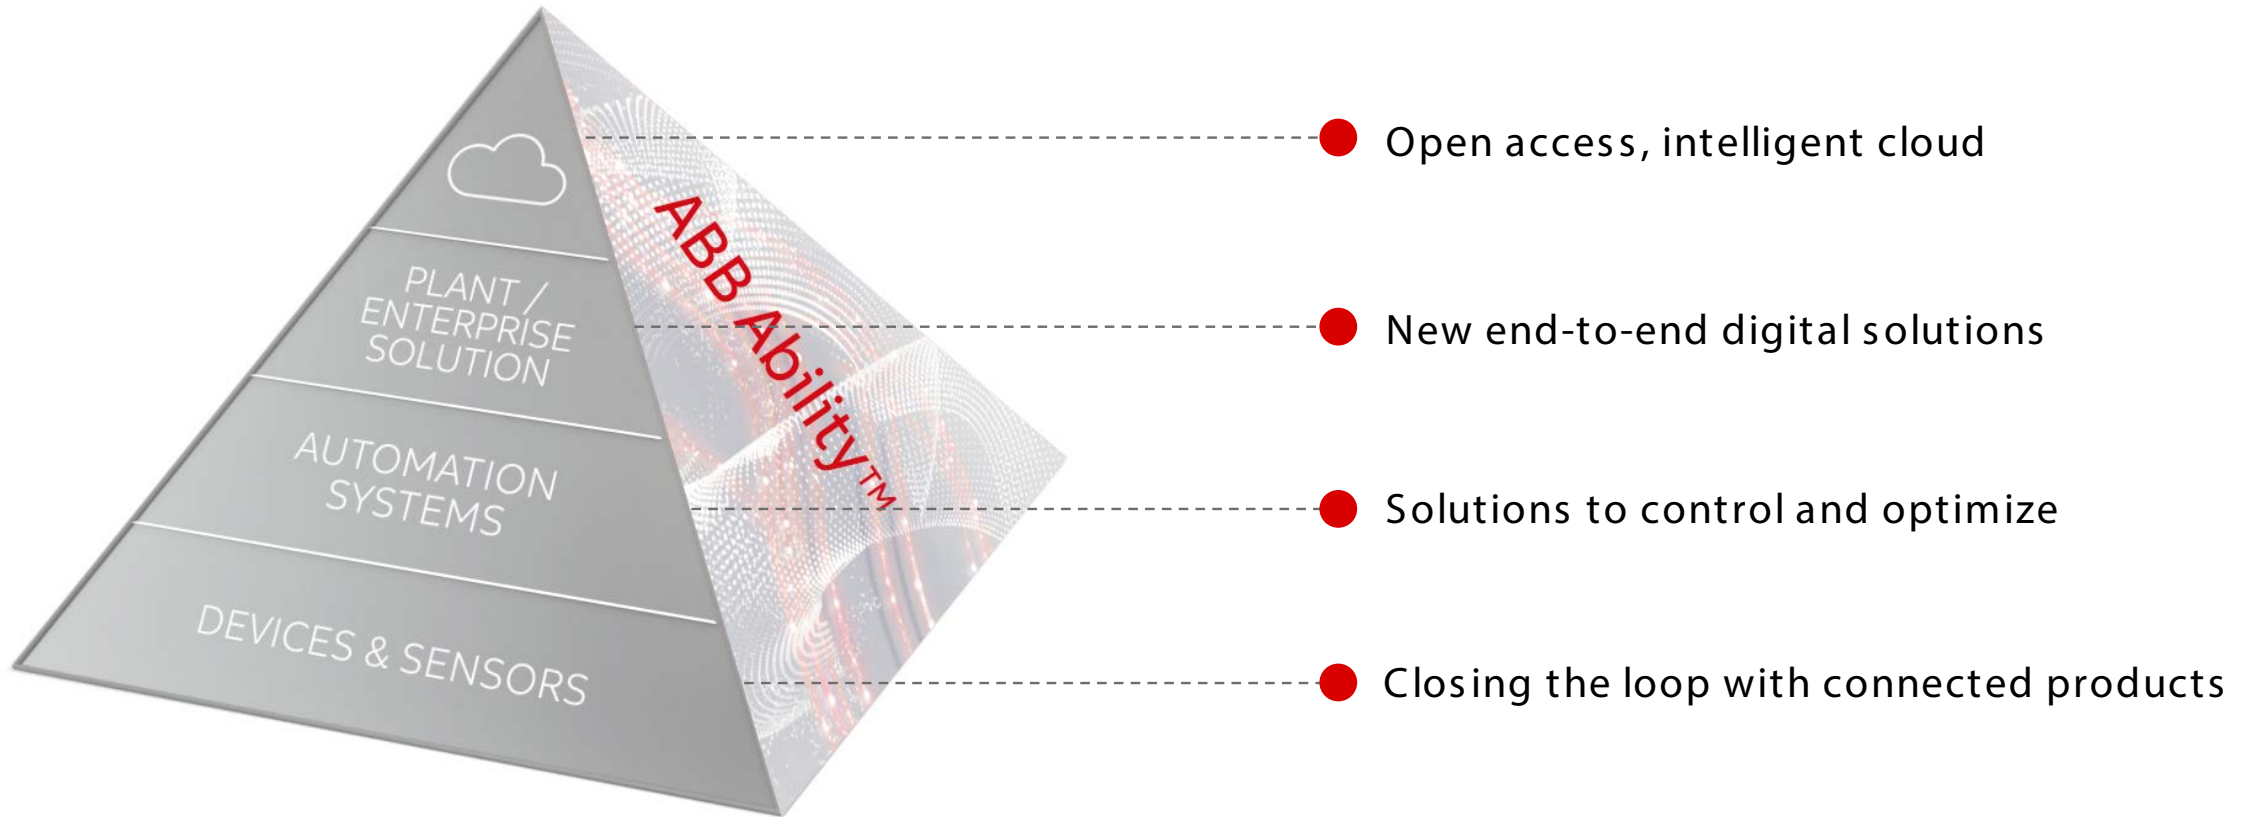 Open access, intelligent cloud
PLANT /
ENTERPRISE
SOLUTION
ABB Ability™
New end-to-end digital solutions
AUTOMATION
SYSTEMS
Solutions to control and optimize
DEVICES & SENSORS
Closing the loop with connected products